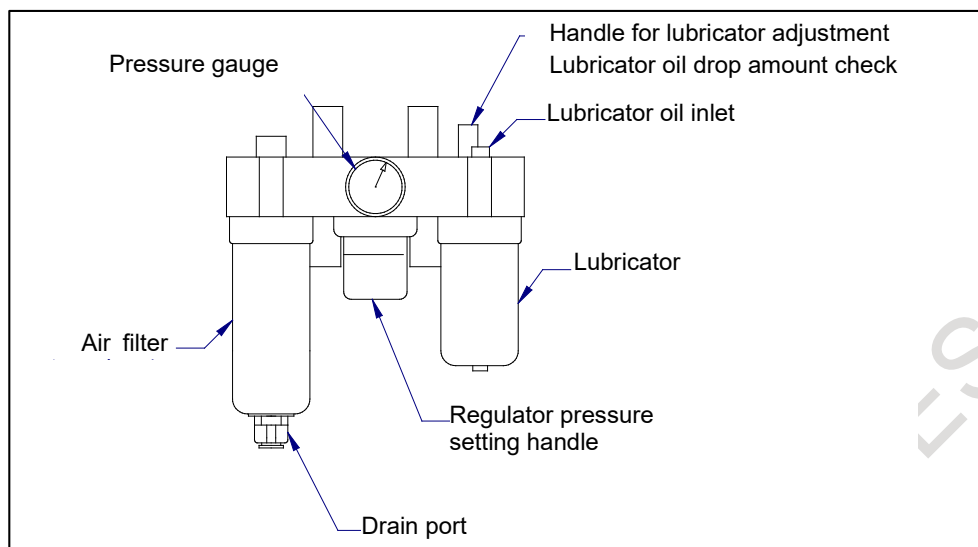 Handle for lubricator adjustment
Pressure gauge
Lubricator oil drop amount check
Lubricator oil inlet
Lubricator
Air filter
Regulator pressure
setting handle
Drain port
ES